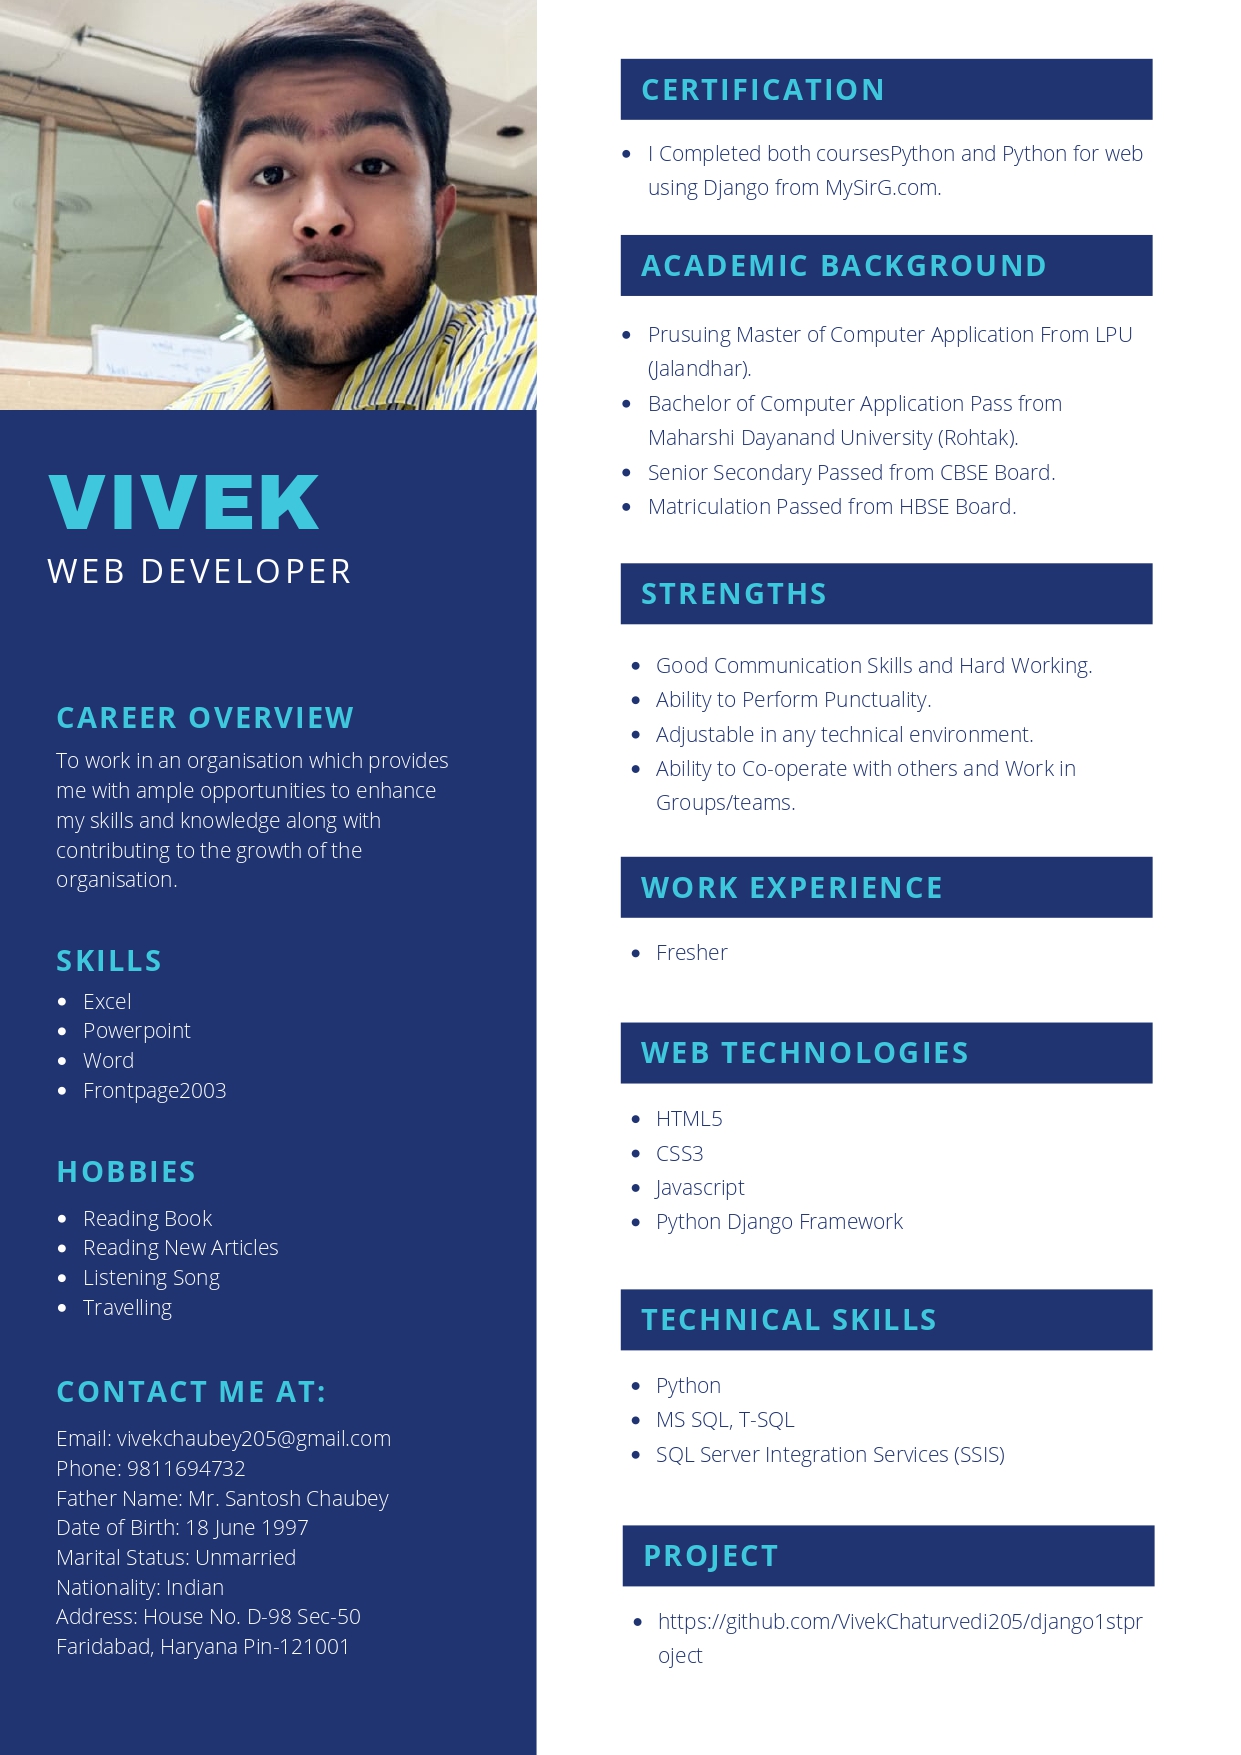 VIVEK
WEB DEVELOPER
CAREER OVERVIEW
To work in an organisation which provides
me with ample opportunities to enhance
my skills and knowledge along with
contributing to the growth of the
organisation.
SKILLS
• Excel
• Powerpoint
• Word
• Frontpage2003
HOBBIES
• Reading Book
• Reading New Articles
• Listening Song
• Travelling
CONTACT ME AT:
Email: vivekchaubey205@gmail.com
Phone: 9811694732
Father Name: Mr. Santosh Chaubey
Date of Birth: 18 June 1997
Marital Status: Unmarried
Nationality: Indian
Address: House No. D-98 Sec-50
Faridabad, Haryana Pin-121001
CERTIFICATION
• I Completed both coursesPython and Python for web
using Django from MySirG.com.
ACADEMIC BACKGROUND
• Prusuing Master of Computer Application From LPU
(Jalandhar).
• Bachelor of Computer Application Pass from
Maharshi Dayanand University (Rohtak).
• Senior Secondary Passed from CBSE Board.
• Matriculation Passed from HBSE Board.
STRENGTHS
• Good Communication Skills and Hard Working.
• Ability to Perform Punctuality.
• Adjustable in any technical environment.
• Ability to Co-operate with others and Work in
Groups/teams.
WORK EXPERIENCE
• Fresher
WEB TECHNOLOGIES
• HTML5
• CSS3
• Javascript
• Python Django Framework
TECHNICAL SKILLS
• Python
• MS SQL, T-SQL
• SQL Server Integration Services (SSIS)
PROJECT
• https://github.com/VivekChaturvedi205/django1stpr
oject